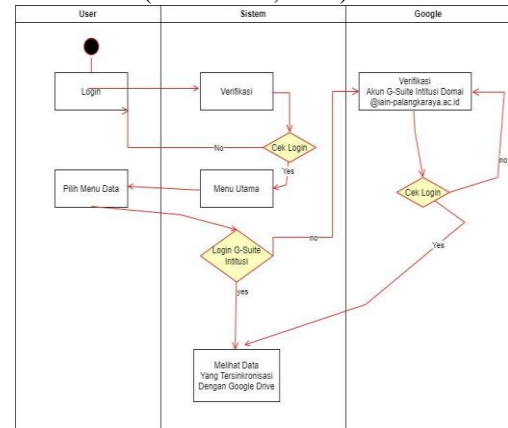 User
Sistem
Google
Login
Verifikasi
Verifikasi
Akun G-Suite Intitusi Domai
@iain-palangkaraya.ac.id
No
Cek Login
no
Yes
Pilih Menu Data
Menu Utama
Cek Login
Login G-Suite
Intitusi
no
Yes
yes
Melihat Data
Yang Tersinkronisasi
Dengan Google Drive